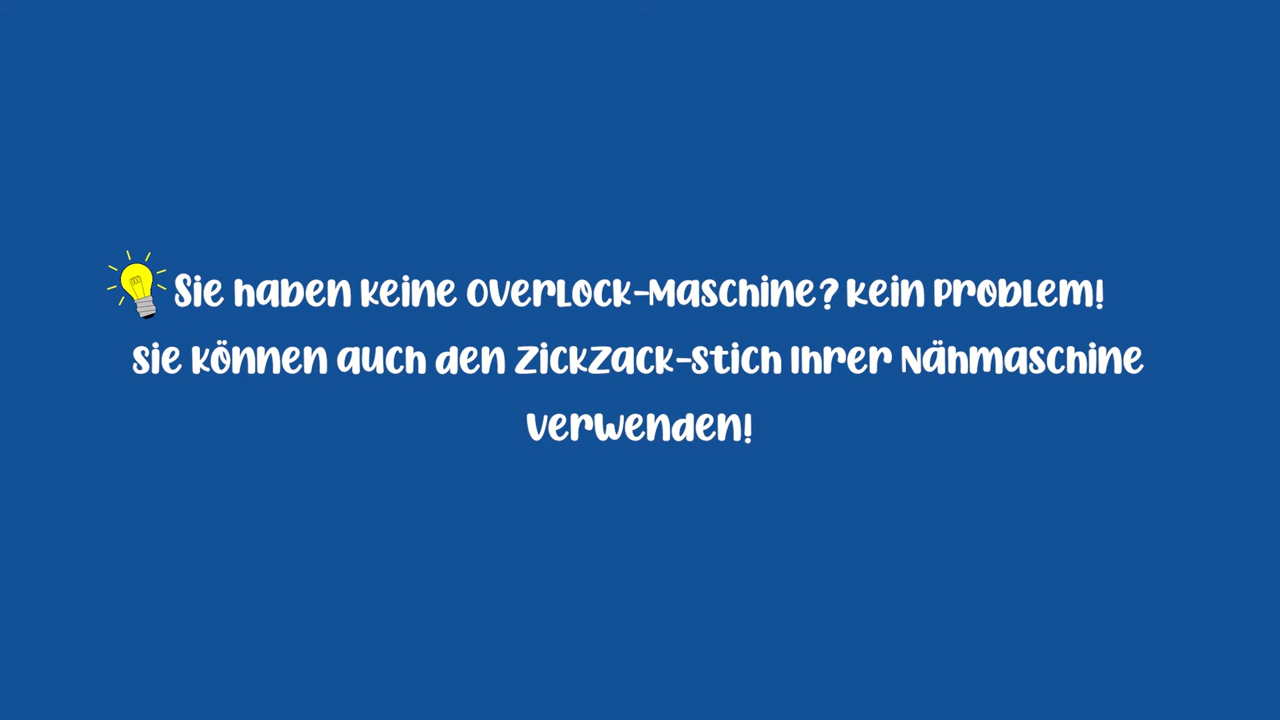 Sie haben keine Overlock-Maschine? Kein Problem!
Sie können auch den Zickzack-Stich Ihrer Nähmaschine
verwenden!